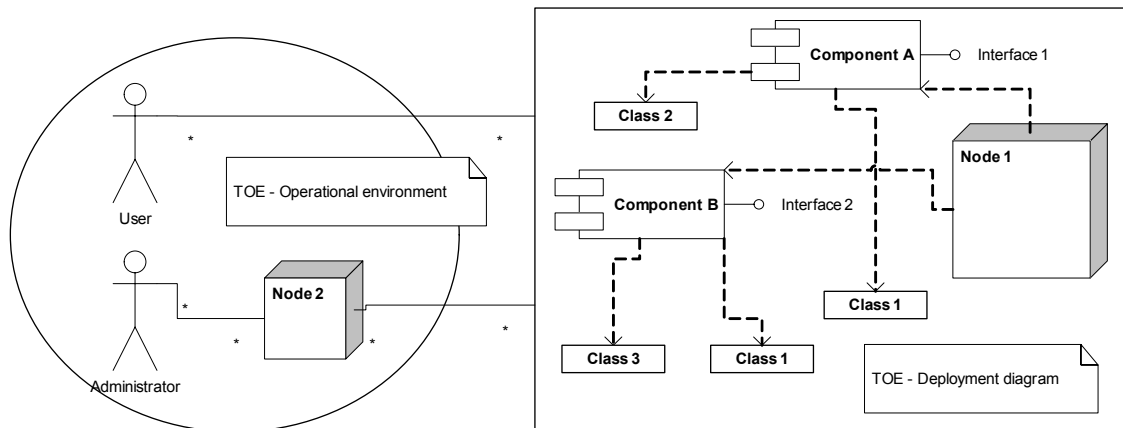 Component A
Interface 1
Class 2
Node 1
TOE - Operational environment
Component B
Interface 2
User
Node 2
Class 1
Administrator
Class 3
Class 1
TOE - Deployment diagram
*
*
*
*
*
*